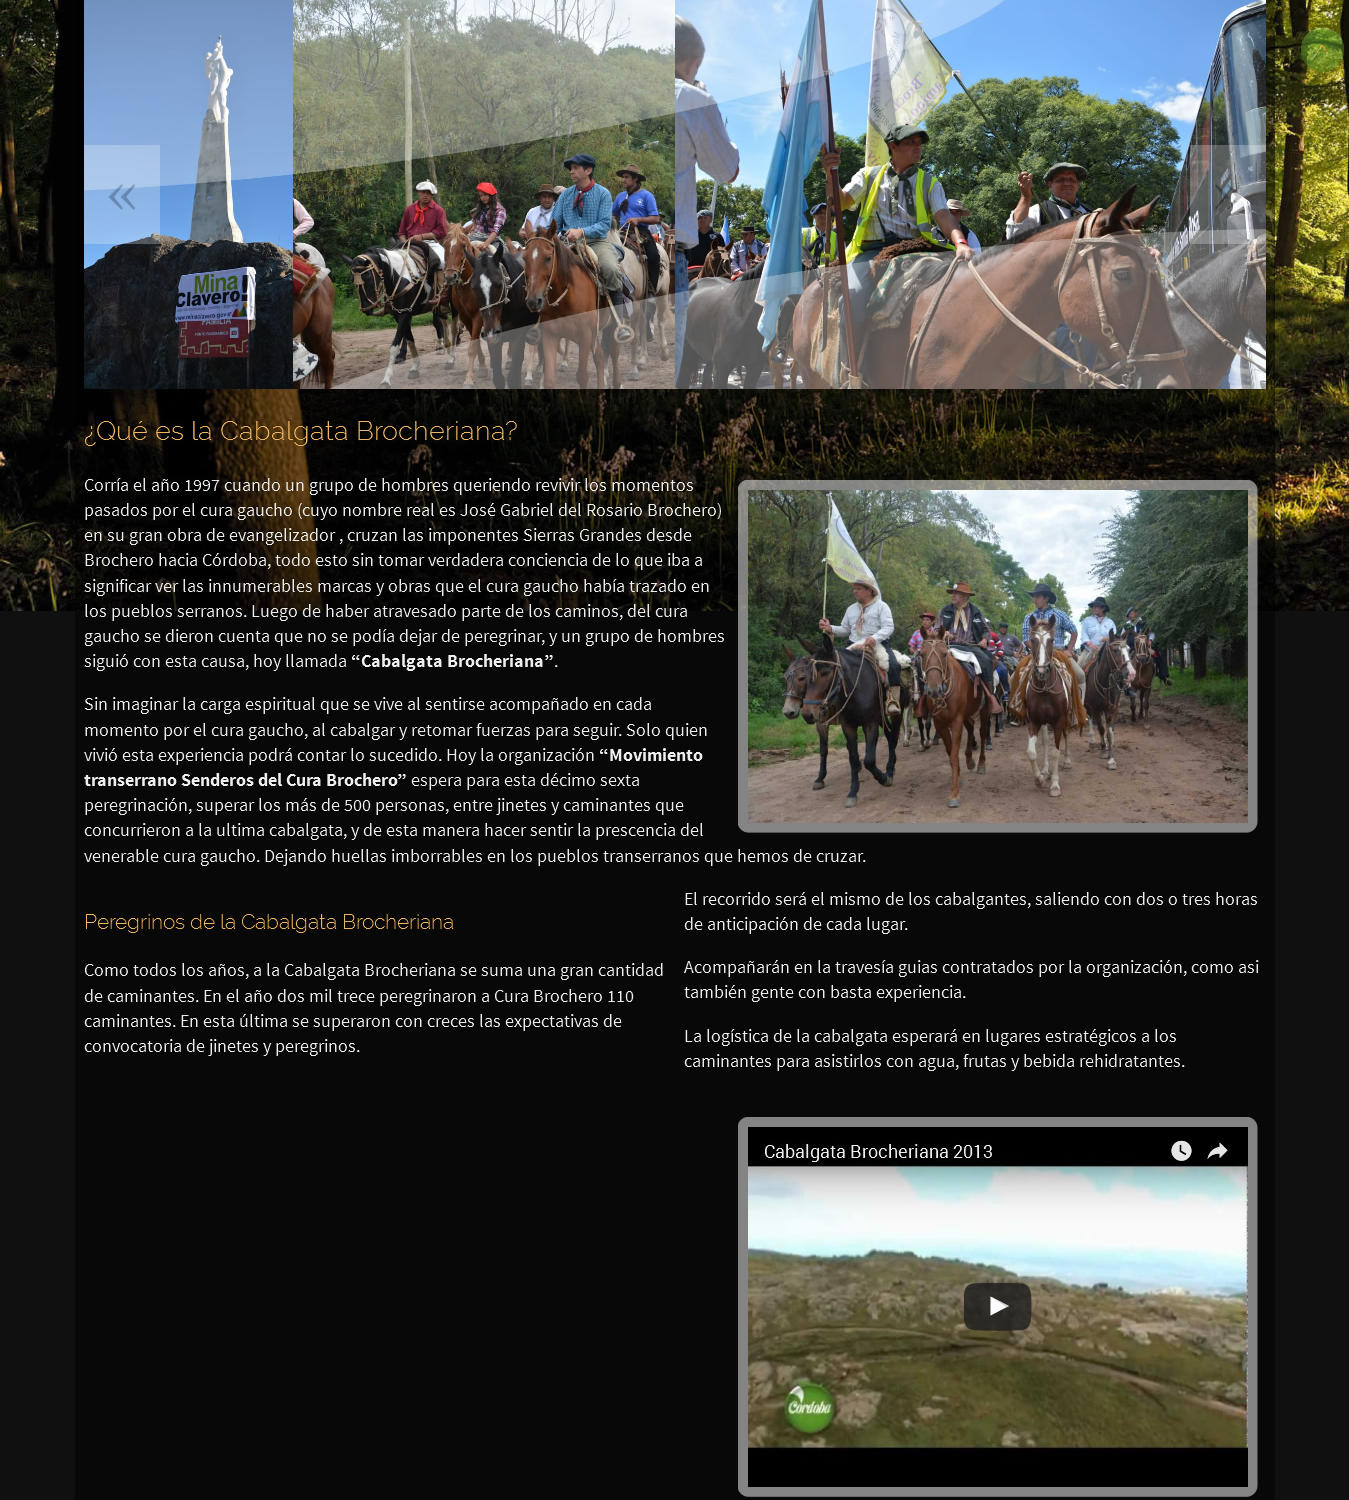 Mina
Clavero!
FAMILIA
¿Qué es la Cabalgata Brocheriana?
Corría el año 1997 cuando un grupo de hombres queriendo revivir los momentos
pasados por el cura gaucho (cuyo nombre real es José Gabriel del Rosario Brochero)
en su gran obra de evangelizador , cruzan las imponentes Sierras Grandes desde
Brochero hacia Córdoba, todo esto sin tomar verdadera conciencia de lo que iba a
significar ver las innumerables marcas y obras que el cura gaucho había trazado en
los pueblos serranos. Luego de haber atravesado parte de los caminos, del cura
gaucho se dieron cuenta que no se podía dejar de peregrinar, y un grupo de hombres
siguió con esta causa, hoy llamada “Cabalgata Brocheriana”.
Sin imaginar la carga espiritual que se vive al sentirse acompañado en cada
momento por el cura gaucho, al cabalgar y retomar fuerzas para seguir. Solo quien
vivió esta experiencia podrá contar lo sucedido. Hoy la organización “Movimiento
transerrano Senderos del Cura Brochero” espera para esta décimo sexta
peregrinación, superar los más de 500 personas, entre jinetes y caminantes que
concurrieron a la ultima cabalgata, y de esta manera hacer sentir la prescencia del
venerable cura gaucho. Dejando huellas imborrables en los pueblos transerranos que hemos de cruzar.
Peregrinos de la Cabalgata Brocheriana
Como todos los años, a la Cabalgata Brocheriana se suma una gran cantidad
de caminantes. En el año dos mil trece peregrinaron a Cura Brochero 110
caminantes. En esta última se superaron con creces las expectativas de
convocatoria de jinetes y peregrinos.
El recorrido será el mismo de los cabalgantes, saliendo con dos o tres horas
de anticipación de cada lugar.
Acompañarán en la travesía guias contratados por la organización, como asi
también gente con basta experiencia.
La logística de la cabalgata esperará en lugares estratégicos a los
caminantes para asistirlos con agua, frutas y bebida rehidratantes.
Cabalgata Brocheriana 2013
Córdoba